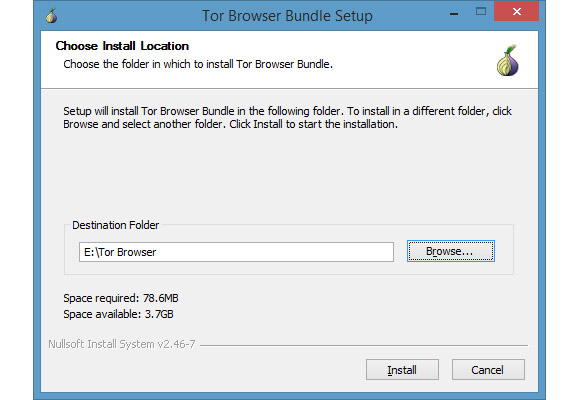 Tor Browser Bundle Setup
Choose Install Location
Choose the folder in which to install Tor Browser Bundle.
Setup will install Tor Browser Bundle in the following folder. To install in a different folder, click
Browse and select another folder. Click Install to start the installation.
Destination Folder
E:\Tor Browser
Browse...
Space required: 78.6MB
Space available: 3.7GB
Nullsoft Install System v2.46-7
Install
Cancel